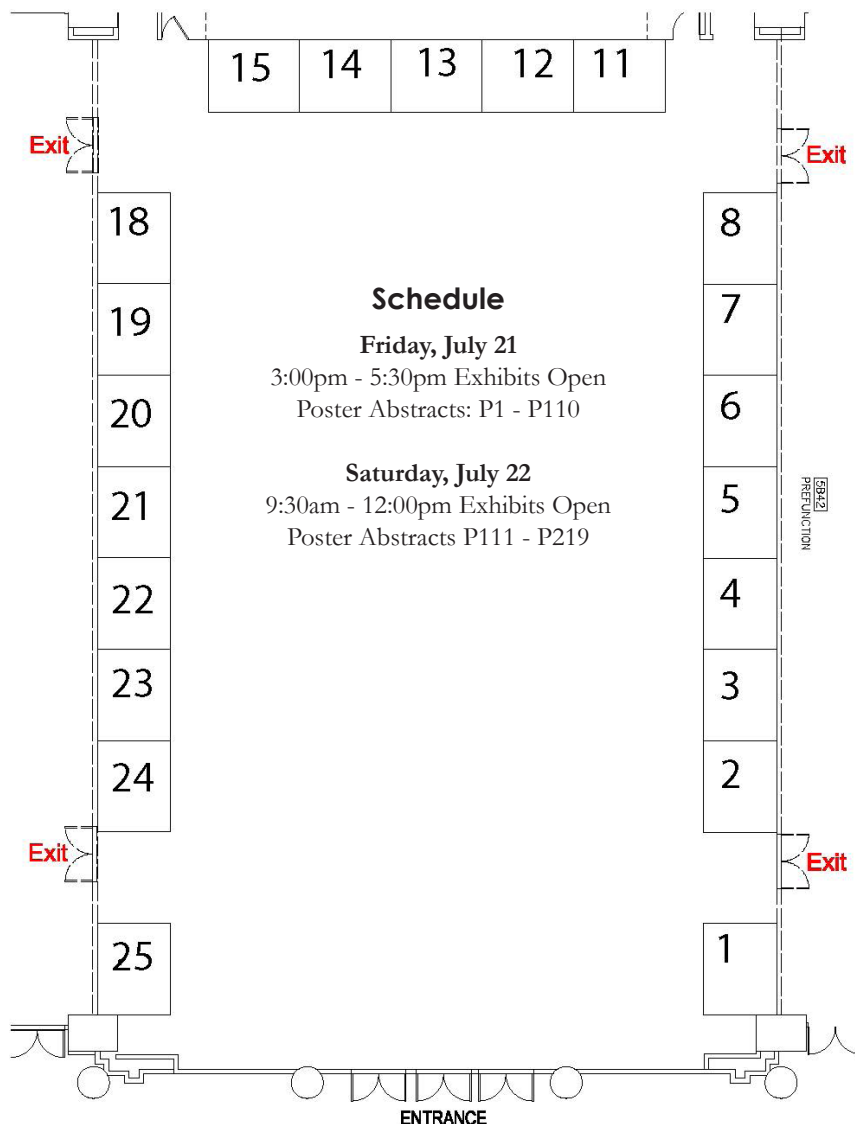 15 14 13 12 11
Exit Exit
18 8
19 7
Schedule
Friday, July 21
3:00pm - 5:30pm Exhibits Open
Poster Abstracts: P1 - P110
20 6
Saturday, July 22
9:30am - 12:00pm Exhibits Open
Poster Abstracts P111 - P219
21 5
5B42
PREFUNCTION
22 4
23 3
24 2
Exit Exit
25 1
ENTRANCE